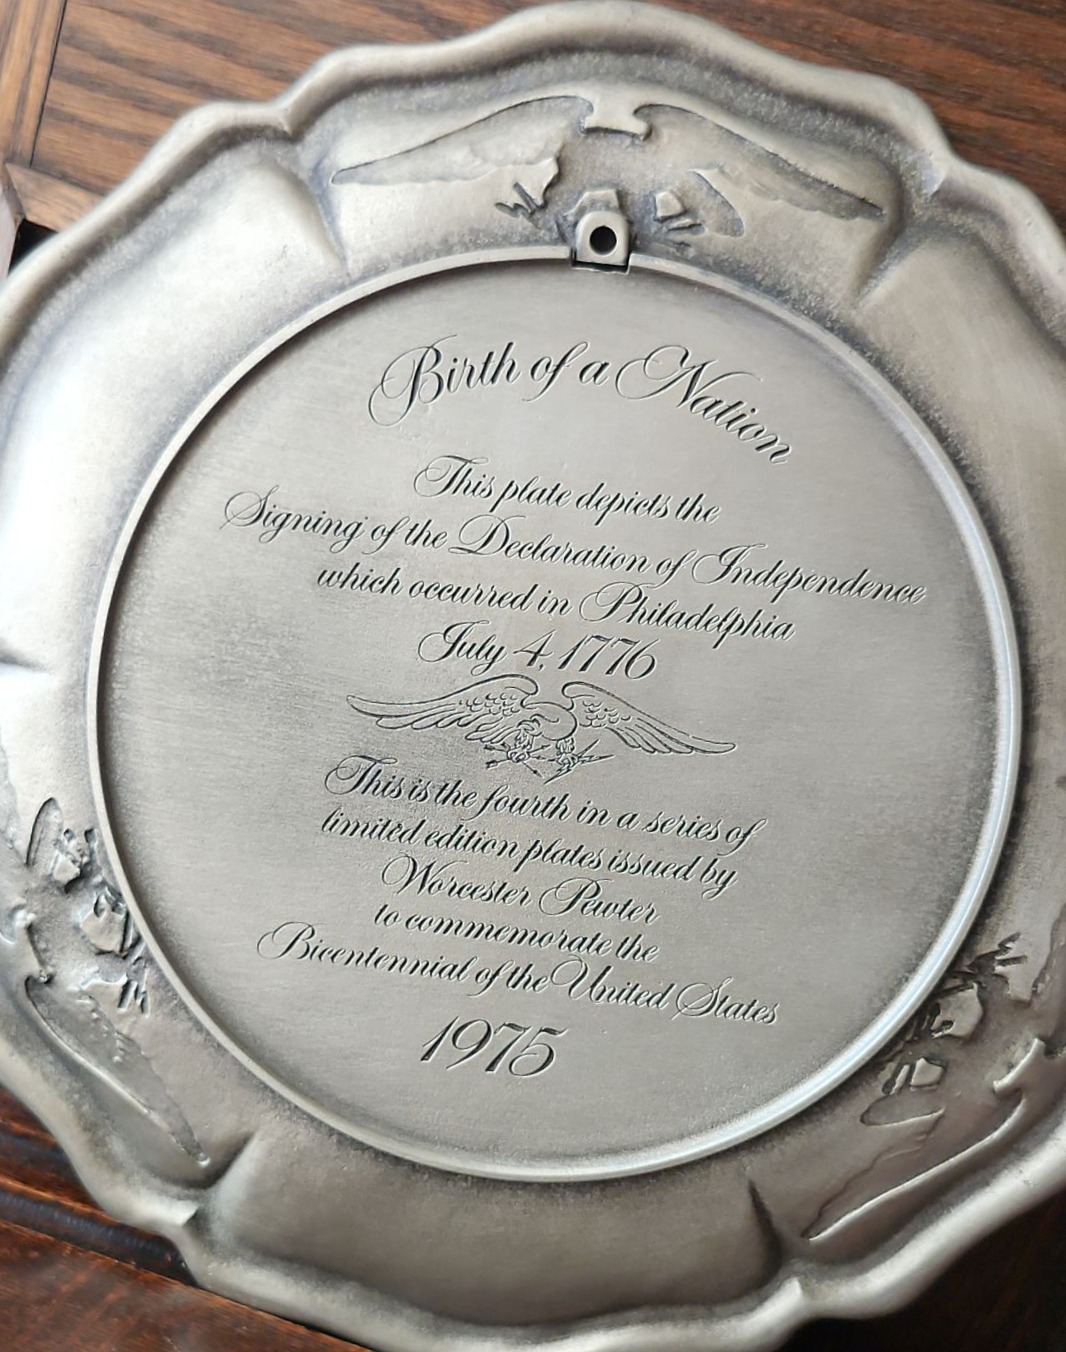 Birth of a Nation
This plate depicts the
Signing of the Declaration of Independence
which occurred in Philadelphia
July 4, 1776
This is the fourth in a series of
limited edition plates issued by
Worcester Pewter
to commemorate the
Bicentennial of the United States
1975